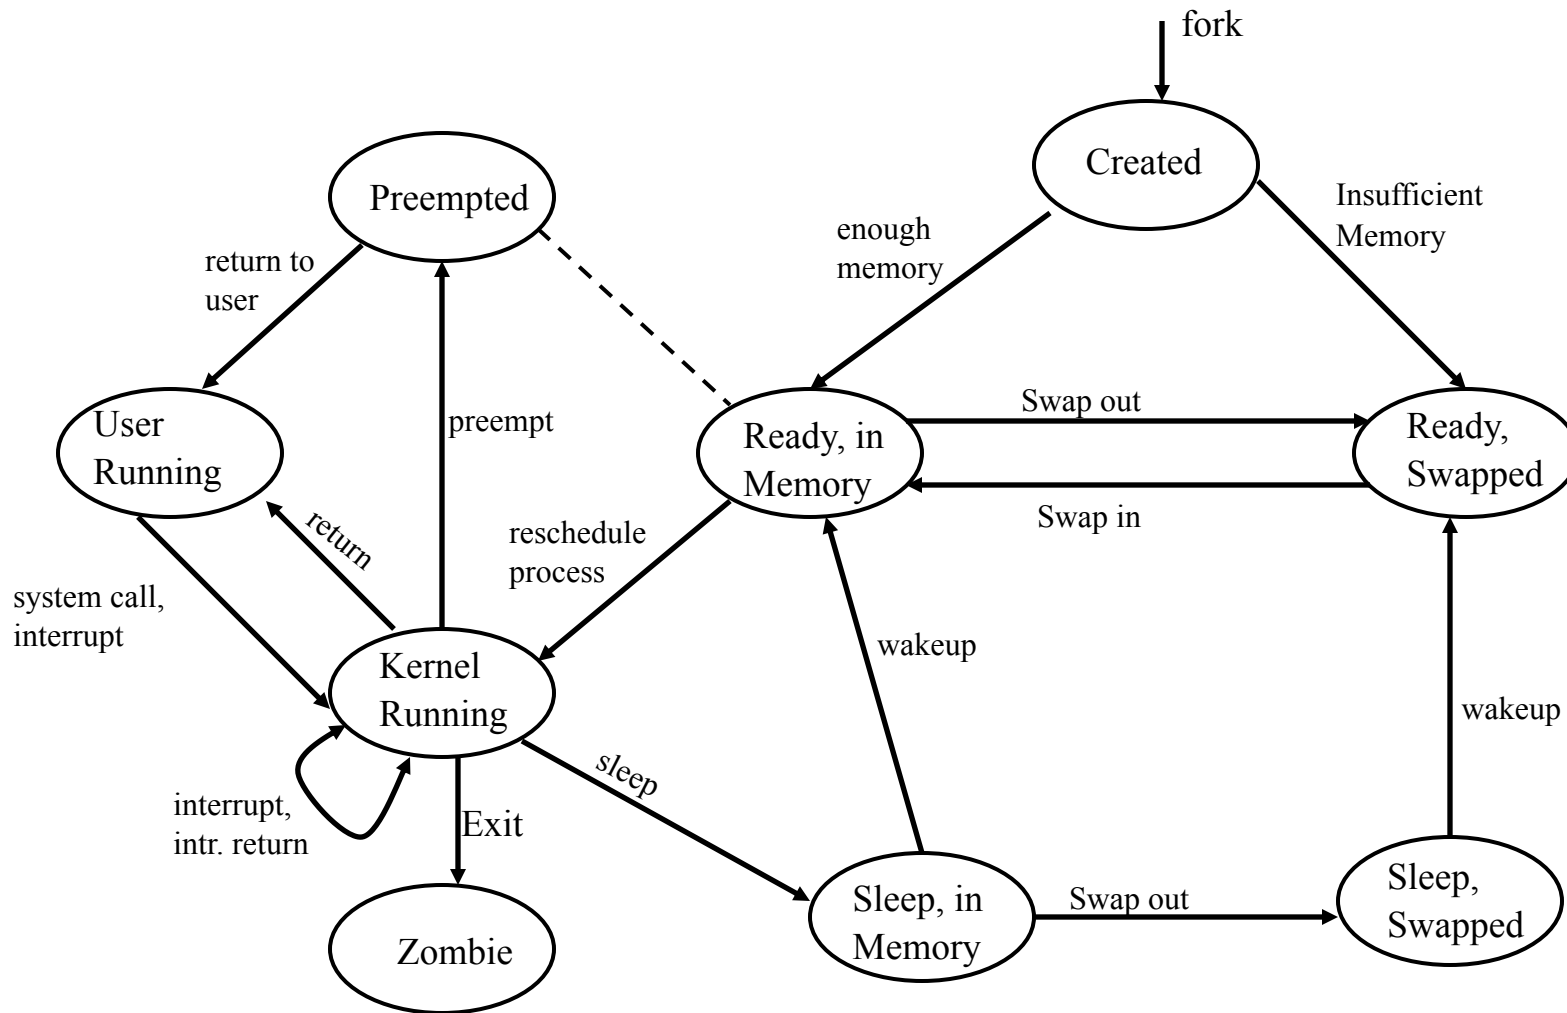 fork
Created
Preempted
Insufficient
Memory
enough
memory
return to
user
Swap out
User
Running
preempt
Ready, in
Memory
Ready,
Swapped
Swap in
return
reschedule
process
system call,
interrupt
wakeup
Kernel
Running
wakeup
sleep
interrupt,
intr. return
Exit
Sleep, in
Memory
Swap out
Sleep,
Swapped
Zombie